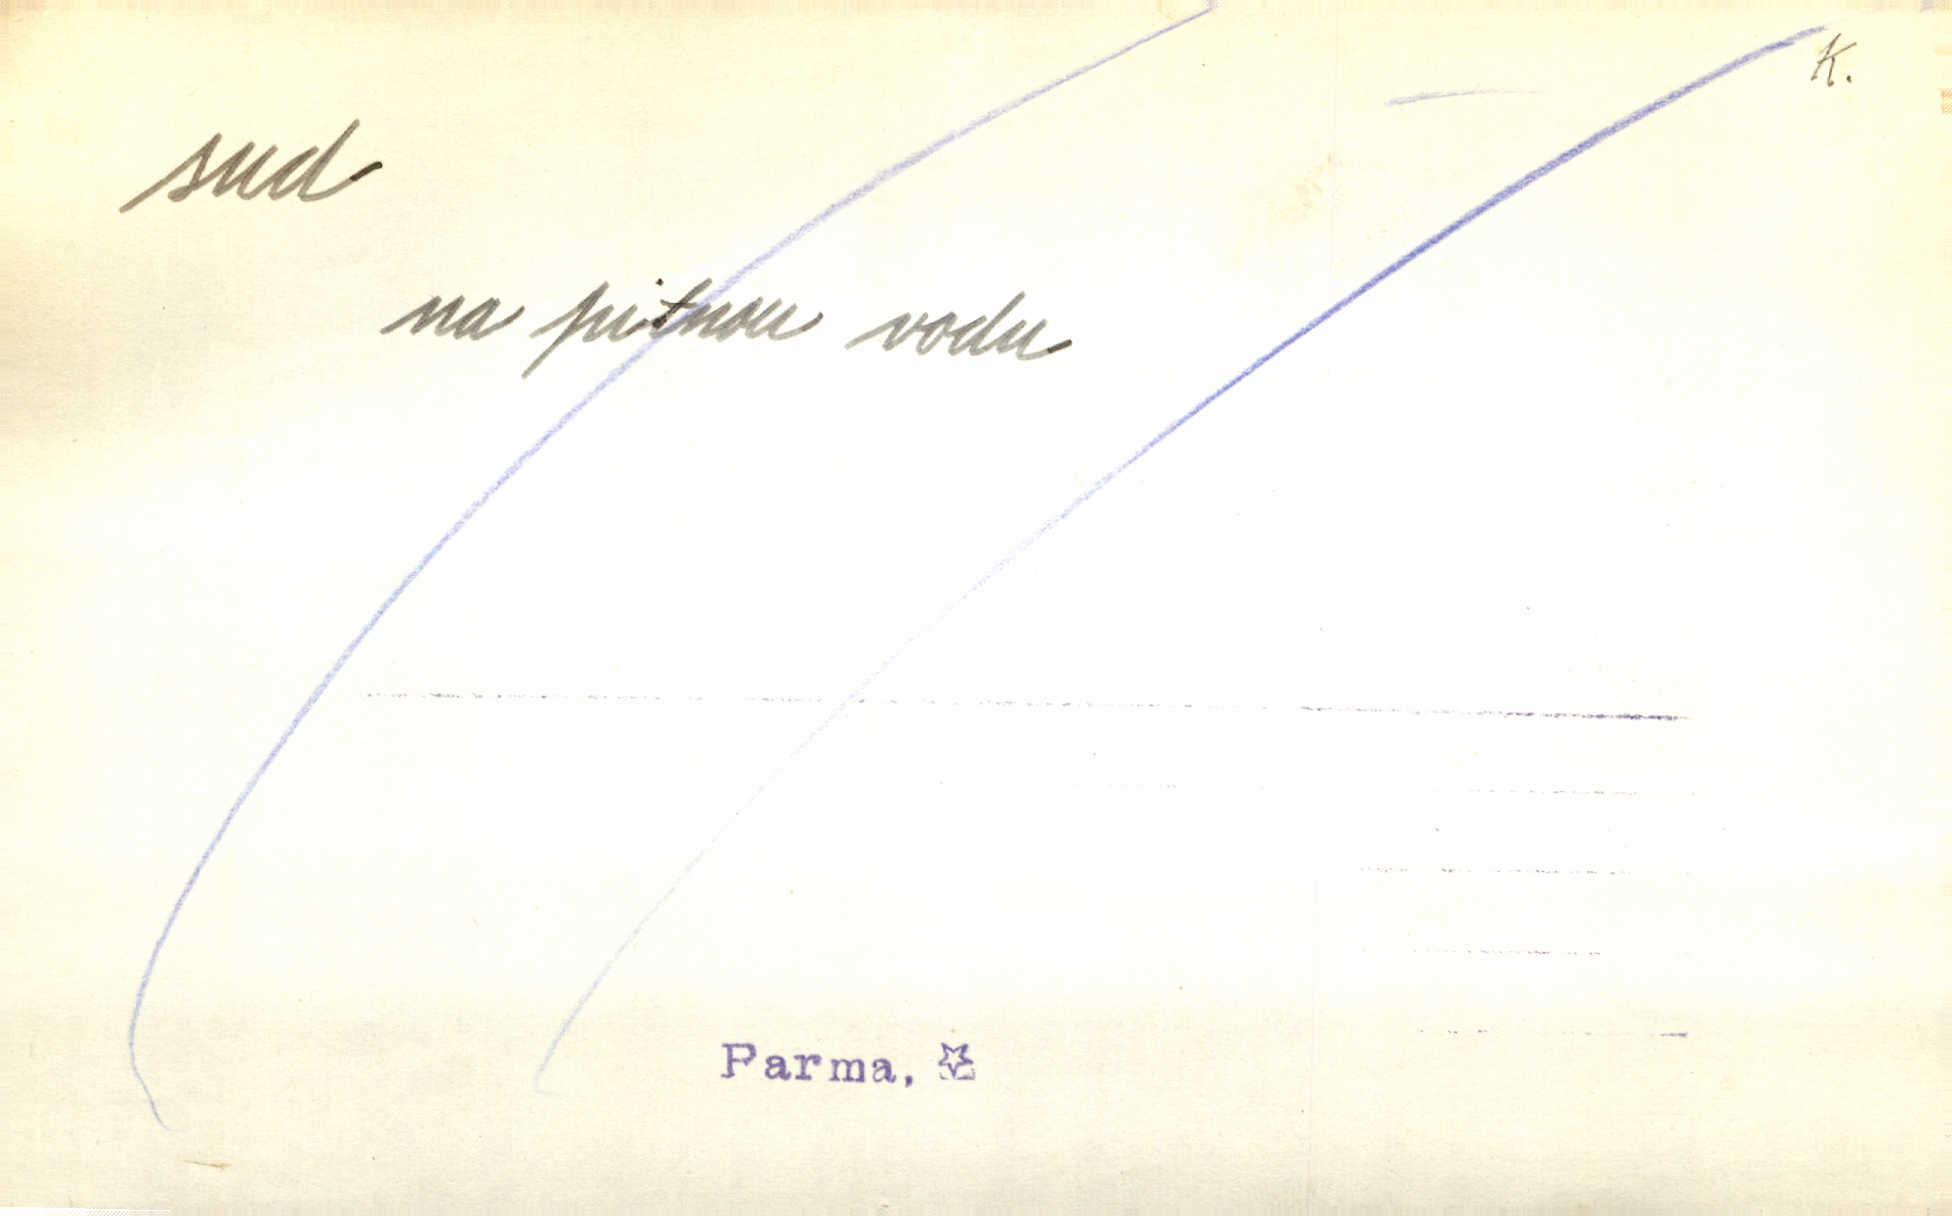 K.
sud
na pitnou vodu
Parma,